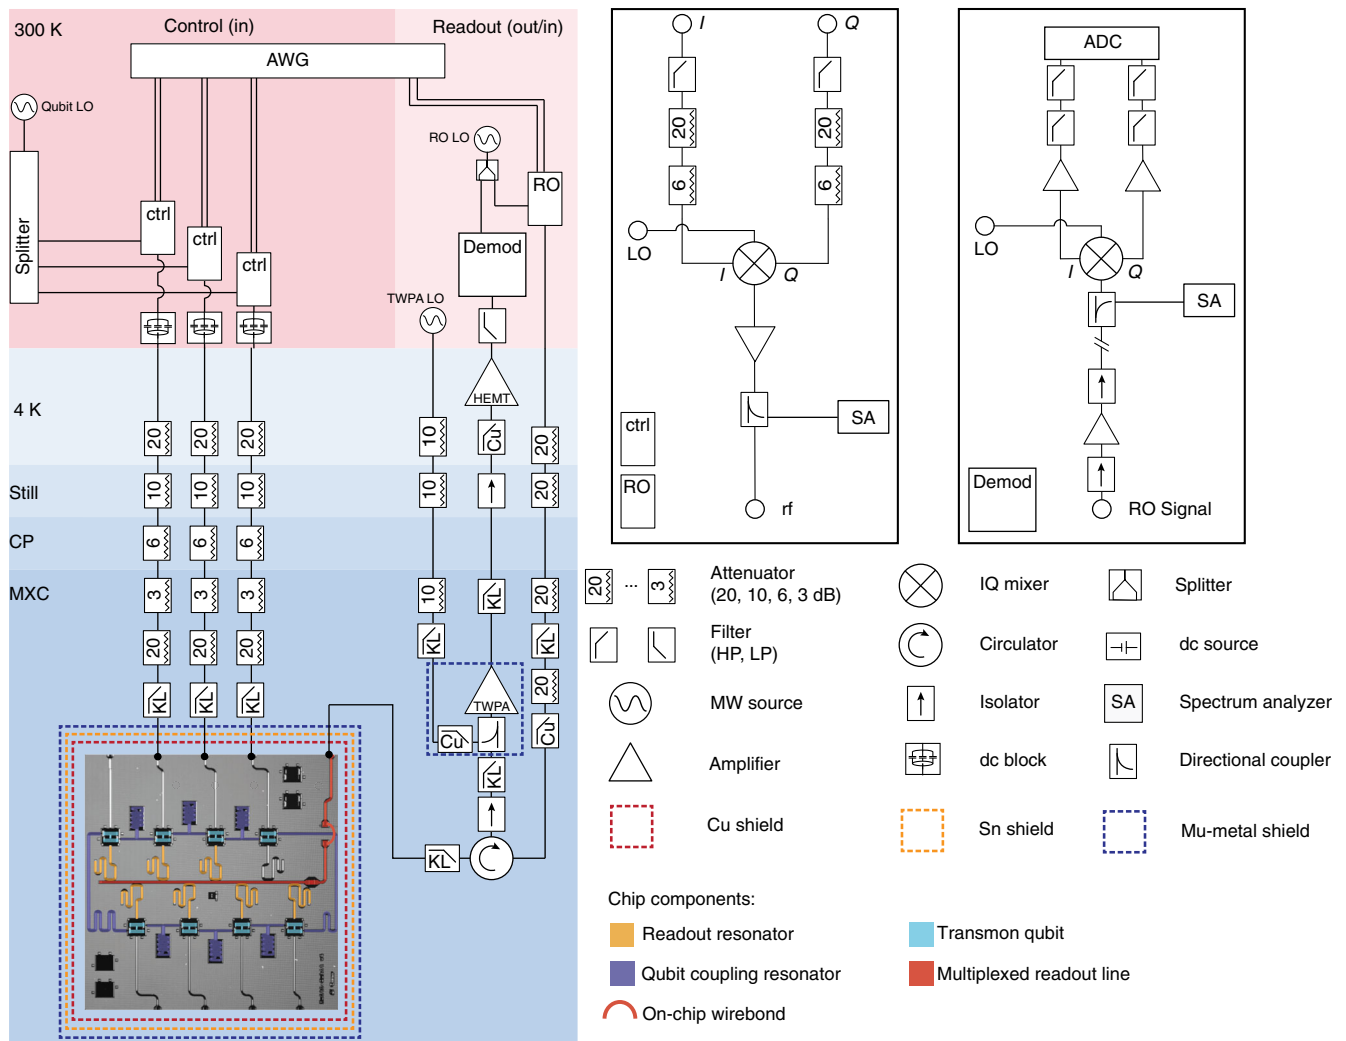 300 K
Control (in)
Readout (out/in)
AWG
Qubit LO
RO LO
Splitter
ctrl
ctrl
ctrl
RO
Demod
TWPA LO
4 K
HEMT
20
20
20
10
Cu
20
Still
10
10
10
10
20
CP
6
6
6
MXC
3
3
3
10
KL
20
20
20
20
KL
KL
20
KL
KL
KL
TWPA
Cu
Cu
KL
KL
I
Q
20
20
6
6
LO
I
Q
SA
ctrl
RO
rf
ADC
LO
I
Q
SA
Demod
RO Signal
20 ... 3
Attenuator
(20, 10, 6, 3 dB)
IQ mixer
Splitter
Filter
(HP, LP)
Circulator
dc source
MW source
Isolator
SA
Spectrum analyzer
Amplifier
dc block
Directional coupler
Cu shield
Sn shield
Mu-metal shield
Chip components:
Readout resonator
Transmon qubit
Qubit coupling resonator
Multiplexed readout line
On-chip wirebond